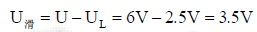 U滑 = U − UL = 6V − 2.5V = 3.5V